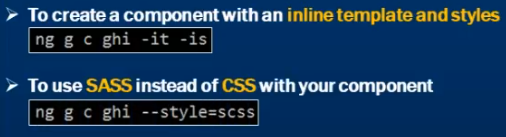 ➢ To create a component with an inline template and styles
ng g c ghi -it -is
➢ To use SASS instead of CSS with your component
ng g c ghi --style=scss